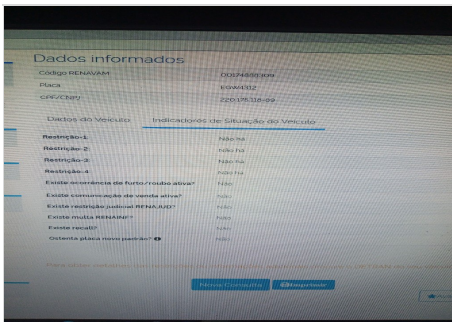 Dados informados
Código RENAVAM
Placa EGW4102
CPF/CNPJ
Dados do Veículo Indicadores de Situação do Veículo
Restrição-1: Não há
Restrição-2: Não há
Restrição-3 Não há
Restrição-4 Não há
Existe ocorrência de furto/roubo ativa? Não
Existe comunicação de venda ativa? Não
Existe restrição judicial RENAJUD? Não
Existe multa RENAINF? Não
Existe recall? Não
Ostenta placa novo padrão? Não
Nova Consulta Imprimir